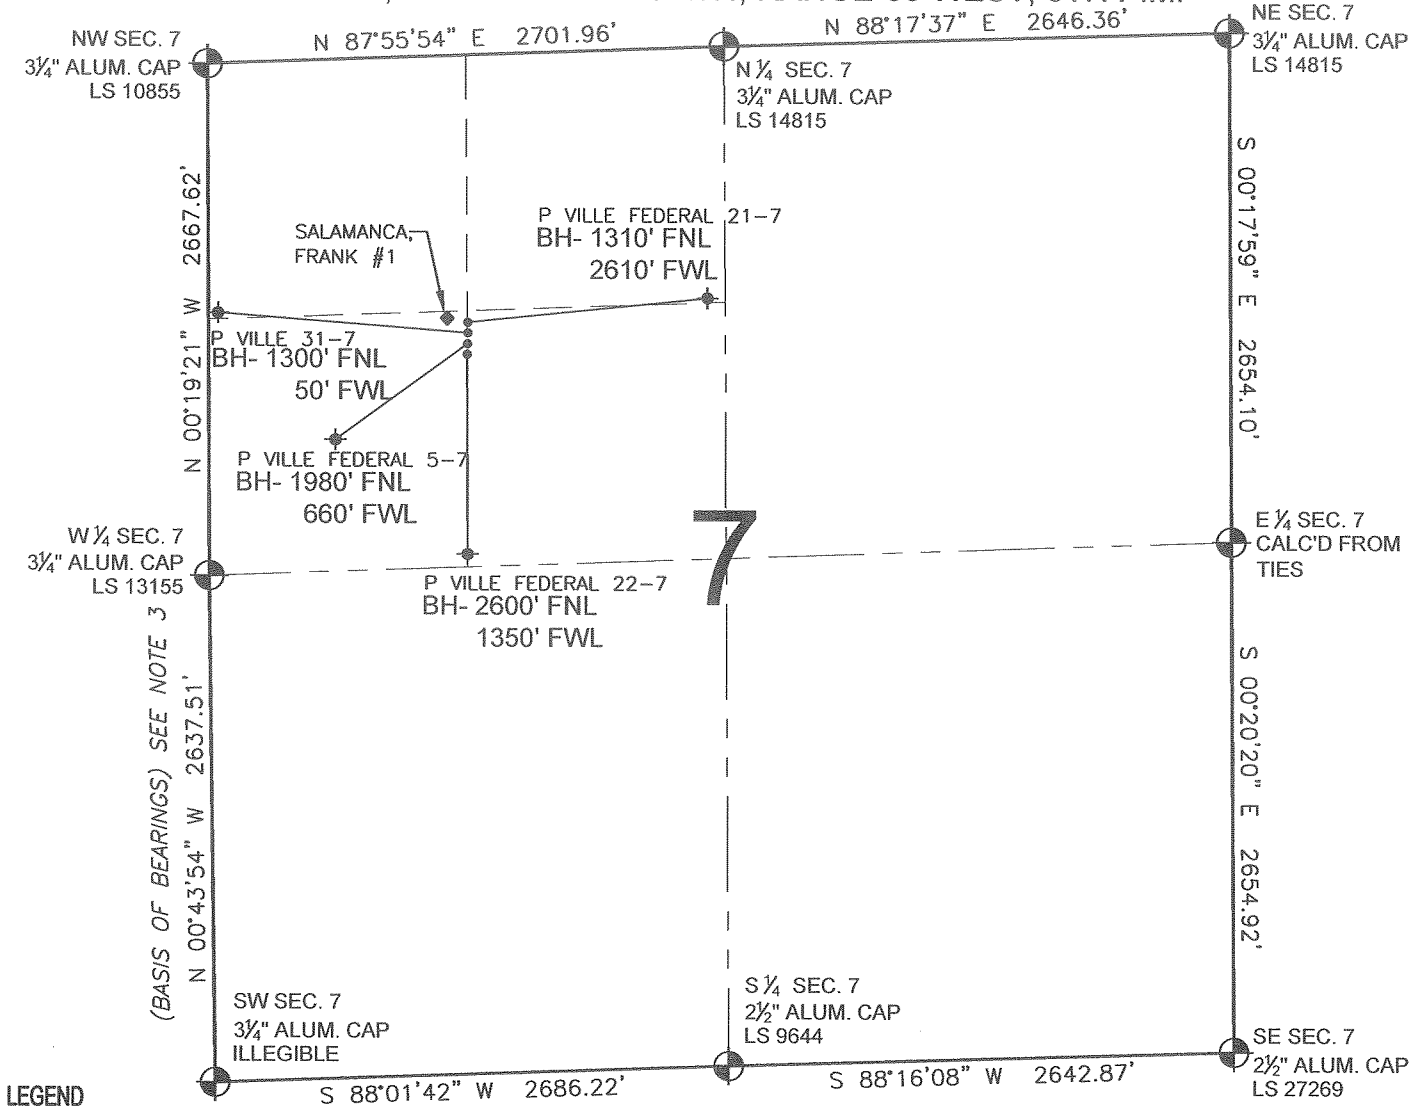 N 87°55'54" E 2701.96'
N 88°17'37" E 2646.36'
NW SEC. 7
3¼" ALUM. CAP
LS 10855
N ¼ SEC. 7
3¼" ALUM. CAP
LS 14815
NE SEC. 7
3¼" ALUM. CAP
LS 14815
N 00°19'21" W 2667.62'
S 00°17'59" E 2654.10'
SALAMANCA,
FRANK #1
P VILLE FEDERAL 21-7
BH- 1310' FNL
2610' FWL
P VILLE 31-7
BH- 1300' FNL
50' FWL
P VILLE FEDERAL 5-7
BH- 1980' FNL
660' FWL
7
W ¼ SEC. 7
3¼" ALUM. CAP
LS 13155
E ¼ SEC. 7
CALC'D FROM
TIES
P VILLE FEDERAL 22-7
BH- 2600' FNL
1350' FWL
(BASIS OF BEARINGS) SEE NOTE 3
N 00°43'54" W 2637.51'
S 00°20'20" E 2654.92'
SW SEC. 7
3¼" ALUM. CAP
ILLEGIBLE
S ¼ SEC. 7
2½" ALUM. CAP
LS 9644
SE SEC. 7
2½" ALUM. CAP
LS 27269
S 88°01'42" W 2686.22'
S 88°16'08" W 2642.87'
LEGEND